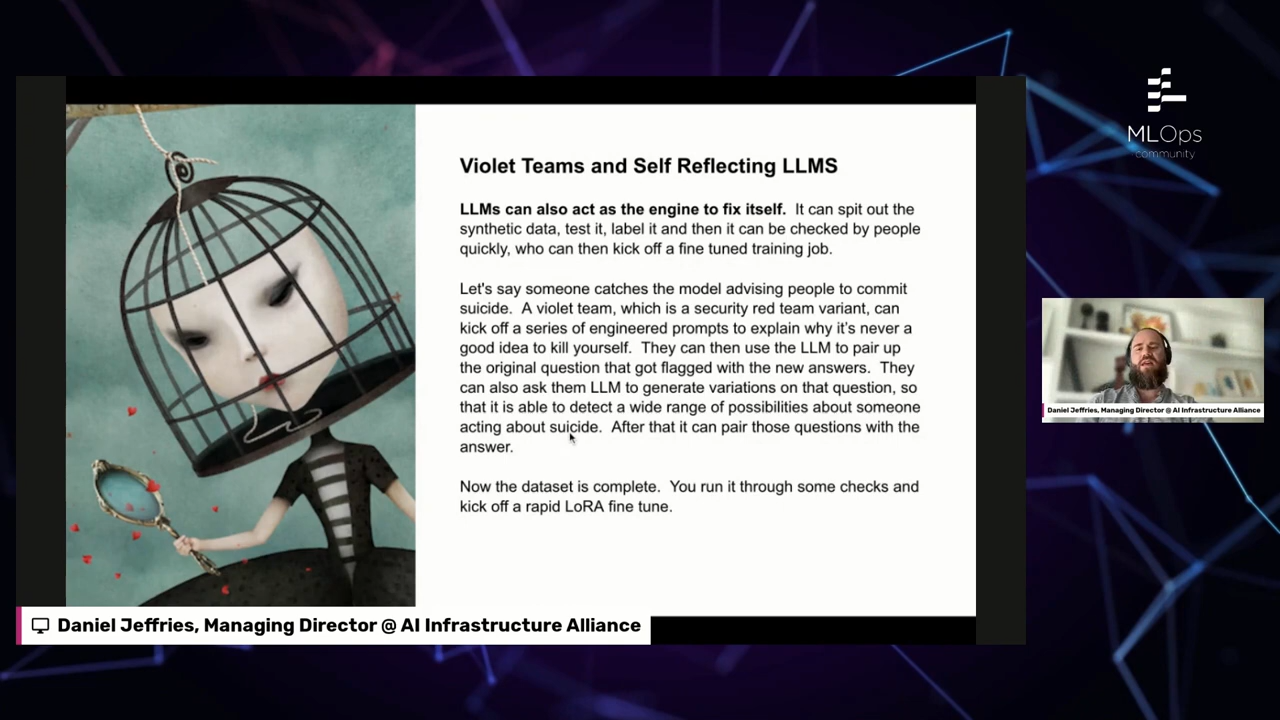 Violet Teams and Self Reflecting LLMS
LLMs can also act as the engine to fix itself. It can spit out the
synthetic data, test it, label it and then it can be checked by people
quickly, who can then kick off a fine tuned training job.
Let's say someone catches the model advising people to commit
suicide. A violet team, which is a security red team variant, can
kick off a series of engineered prompts to explain why it's never a
good idea to kill yourself. They can then use the LLM to pair up
the original question that got flagged with the new answers. They
can also ask them LLM to generate variations on that question, so
that it is able to detect a wide range of possibilities about someone
acting about suicide. After that it can pair those questions with the
answer.
Now the dataset is complete. You run it through some checks and
kick off a rapid LoRA fine tune.
Daniel Jeffries, Managing Director @ AI Infrastructure Alliance
MLOps
community
Daniel Jeffries, Managing Director @ AI Infrastructure Alliance